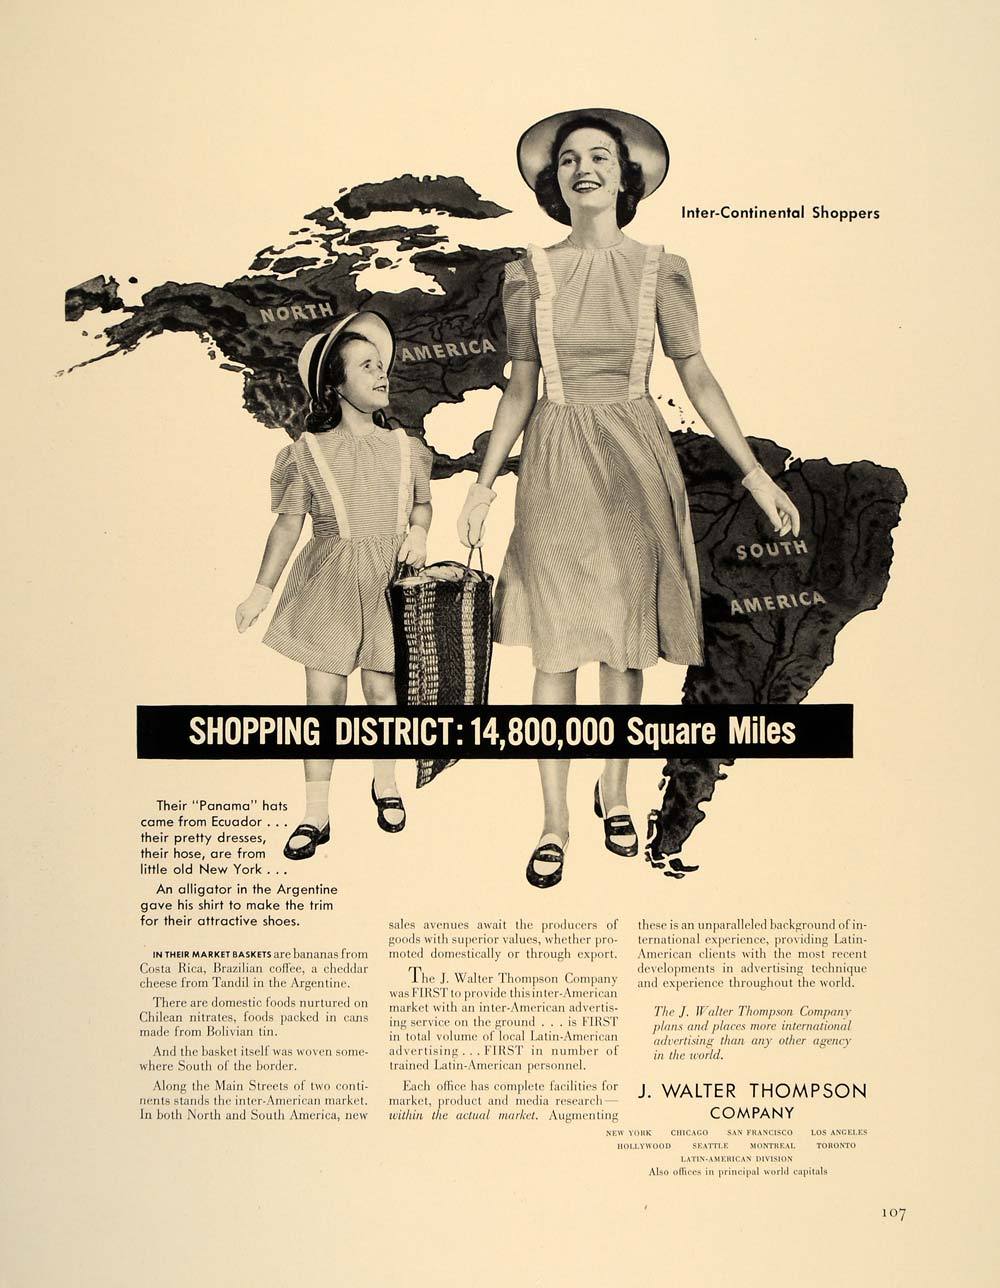 Inter-Continental Shoppers
NORTH
AMERICA
SOUTH
AMERICA
SHOPPING DISTRICT: 14,800,000 Square Miles
Their "Panama" hats
came from Ecuador . . .
their pretty dresses,
their hose, are from
little old New York . . .
An alligator in the Argentine
gave his shirt to make the trim
for their attractive shoes.
IN THEIR MARKET BASKETS are bananas from
Costa Rica, Brazilian coffee, a cheddar
cheese from Tandil in the Argentine.
There are domestic foods nurtured on
Chilean nitrates, foods packed in cans
made from Bolivian tin.
And the basket itself was woven some-
where South of the border.
Along the Main Streets of two conti-
nents stands the inter-American market.
In both North and South America, new
sales avenues await the producers of
goods with superior values, whether pro-
moted domestically or through export.
The J. Walter Thompson Company
was FIRST to provide this inter-American
market with an inter-American advertis-
ing service on the ground . . . is FIRST
in total volume of local Latin-American
advertising . . . FIRST in number of
trained Latin-American personnel.
Each office has complete facilities for
market, product and media research—
within the actual market. Augmenting
these is an unparalleled background of in-
ternational experience, providing Latin-
American clients with the most recent
developments in advertising technique
and experience throughout the world.
The J. Walter Thompson Company
plans and places more international
advertising than any other agency
in the world.
J. WALTER THOMPSON
COMPANY
NEW YORK CHICAGO SAN FRANCISCO LOS ANGELES
HOLLYWOOD SEATTLE MONTREAL TORONTO
LATIN-AMERICAN DIVISION
Also offices in principal world capitals
107